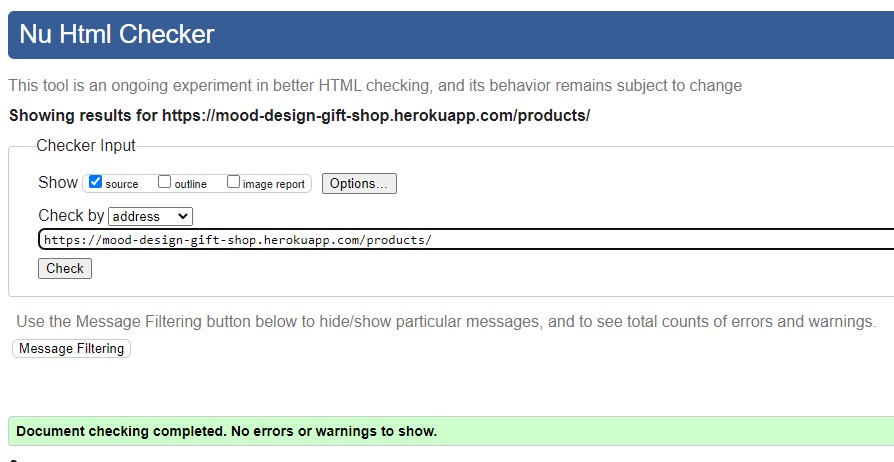 Nu Html Checker
This tool is an ongoing experiment in better HTML checking, and its behavior remains subject to change
Showing results for https://mood-design-gift-shop.herokuapp.com/products/
Checker Input
Show source outline image report Options...
Check by address
https://mood-design-gift-shop.herokuapp.com/products/
Check
Use the Message Filtering button below to hide/show particular messages, and to see total counts of errors and warnings.
Message Filtering
Document checking completed. No errors or warnings to show.